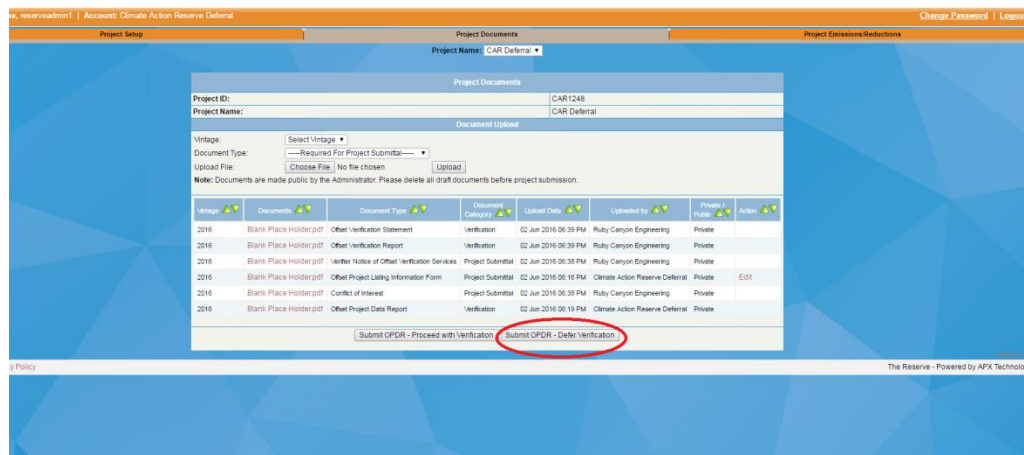 e, reserveadmin1 | Account: Climate Action Reserve Deferral Change Password | Logou
Project Setup Project Documents Project Emissions/Reductions
Project Name: CAR Deferral
Project Documents
Project ID: CAR1246
Project Name: CAR Deferral
Document Upload
Vintage: Select Vintage
Document Type: -----Required For Project Submittal-----
Upload File: Choose File No file chosen Upload
Note: Documents are made public by the Administrator. Please delete all draft documents before project submission.
Vintage Documents Document Type Document Category Upload Date Uploaded by Private / Public Action
2016 Blank Place Holder.pdf Offset Verification Statement Verification 02 Jun 2016 06:39 PM Ruby Canyon Engineering Private
2016 Blank Place Holder.pdf Offset Verification Report Verification 02 Jun 2016 06:39 PM Ruby Canyon Engineering Private
2016 Blank Place Holder.pdf Verifier Notice of Offset Verification Services Project Submittal 02 Jun 2016 06:38 PM Ruby Canyon Engineering Private
2016 Blank Place Holder.pdf Offset Project Listing Information Form Project Submittal 02 Jun 2016 06:16 PM Climate Action Reserve Deferral Private Edit
2016 Blank Place Holder.pdf Conflict of Interest Project Submittal 02 Jun 2016 06:38 PM Ruby Canyon Engineering Private
2016 Blank Place Holder.pdf Offset Project Data Report Verification 02 Jun 2016 06:19 PM Climate Action Reserve Deferral Private
Submit OPDR - Proceed with Verification Submit OPDR - Defer Verification
y Policy The Reserve - Powered by APX Technolo